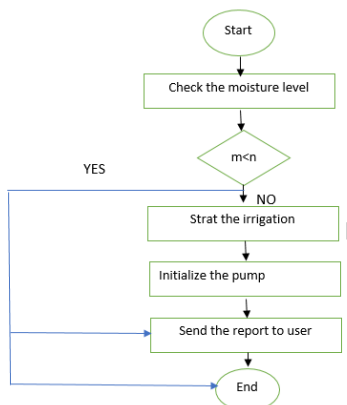 Start
Check the moisture level
m<n
YES
NO
Strat the irrigation
Initialize the pump
Send the report to user
End